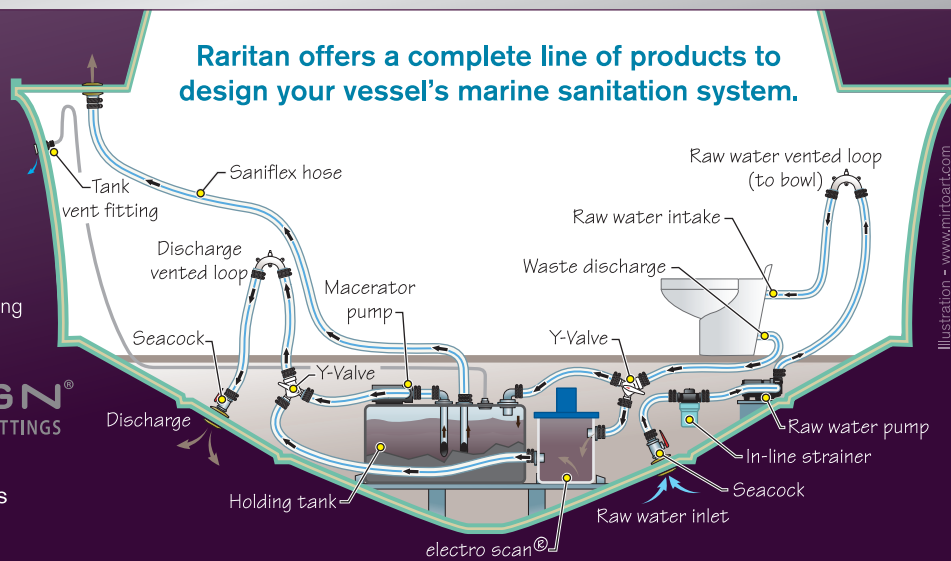 Raritan offers a complete line of products to
design your vessel's marine sanitation system.
Raw water vented loop
(to bowl)
Saniflex hose
Tank
vent fitting
Raw water intake
Discharge
vented loop
Waste discharge
Macerator
pump
Seacock
Y-Valve
Y-Valve
Discharge
Raw water pump
In-line strainer
Seacock
Holding tank
Raw water inlet
electro scan®
Illustration - www.mirtoart.com
GN®
TTINGS